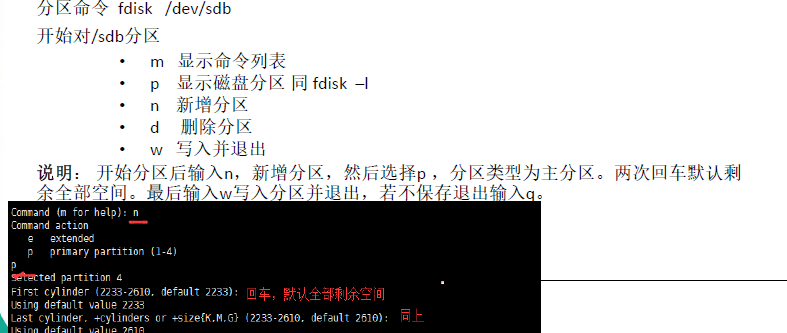 分区命令 fdisk /dev/sdb
开始对/sdb分区
• m 显示命令列表
• p 显示磁盘分区 同 fdisk –l
• n 新增分区
• d 删除分区
• w 写入并退出
说明： 开始分区后输入n，新增分区，然后选择p ，分区类型为主分区。两次回车默认剩
余全部空间。最后输入w写入分区并退出，若不保存退出输入q。
Command (m for help): n
Command action
e extended
p primary partition (1-4)
p
Selected partition 4
First cylinder (2233-2610, default 2233): 回车，默认全部剩余空间
Using default value 2233
Last cylinder, +cylinders or +size{K,M,G} (2233-2610, default 2610): 同上
Using default value 2610